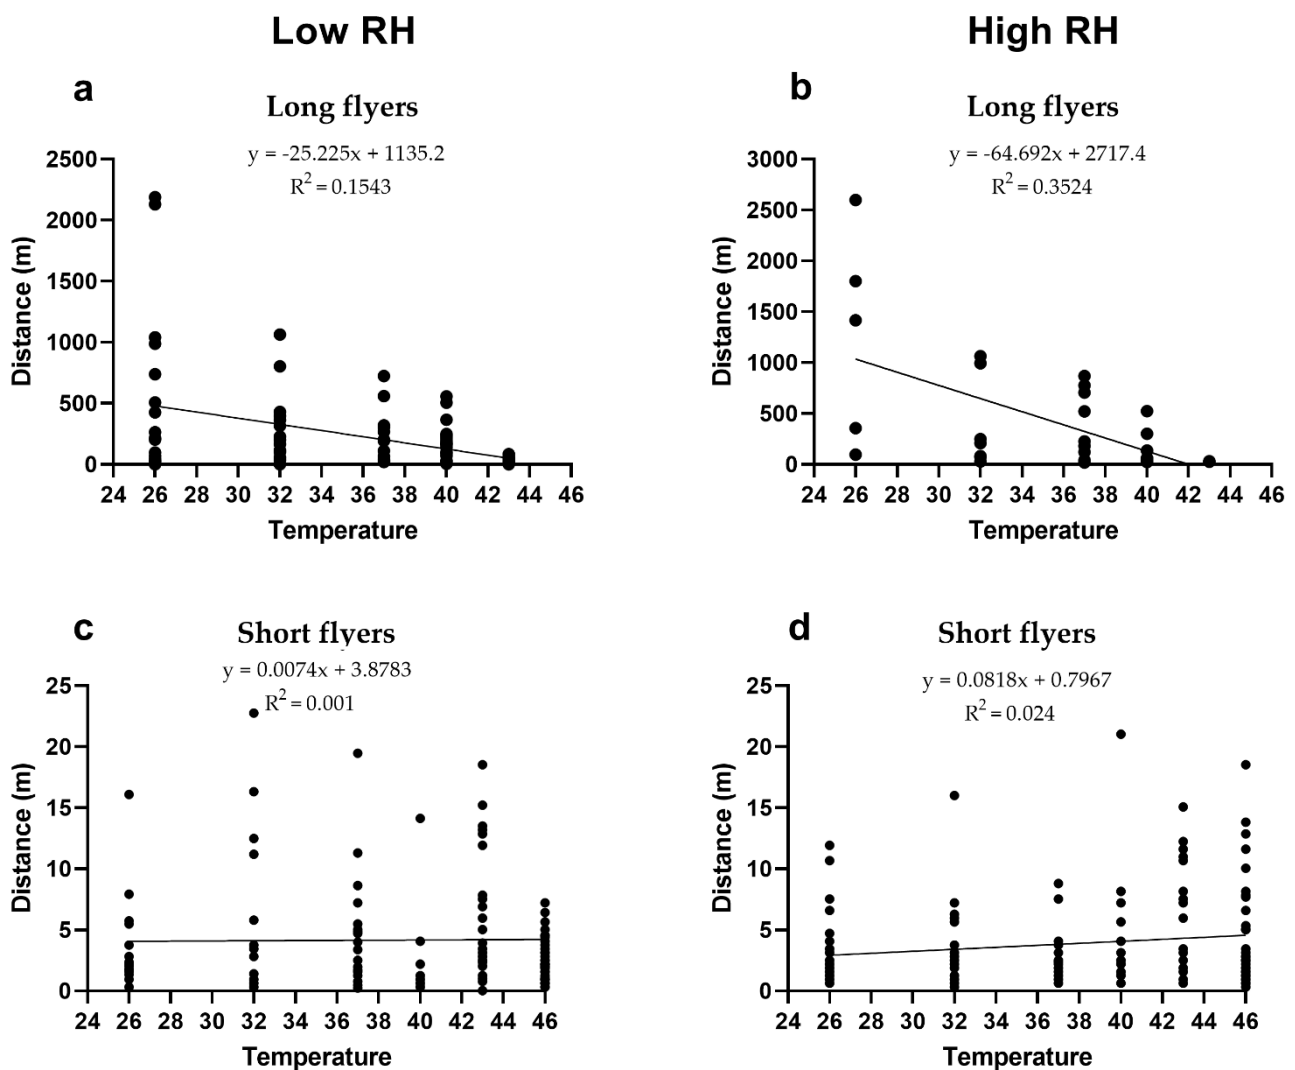 Low RH
High RH
a
Long flyers
y = -25.225x + 1135.2
R2 = 0.1543
2500
2000
1500
1000
500
0
24 26 28 30 32 34 36 38 40 42 44 46
Distance (m)
Temperature
b
Long flyers
y = -64.692x + 2717.4
R2 = 0.3524
3000
2500
2000
1500
1000
500
0
24 26 28 30 32 34 36 38 40 42 44 46
Distance (m)
Temperature
c
Short flyers
y = 0.0074x + 3.8783
R2 = 0.001
25
20
15
10
5
0
24 26 28 30 32 34 36 38 40 42 44 46
Distance (m)
Temperature
d
Short flyers
y = 0.0818x + 0.7967
R2 = 0.024
25
20
15
10
5
0
24 26 28 30 32 34 36 38 40 42 44 46
Distance (m)
Temperature